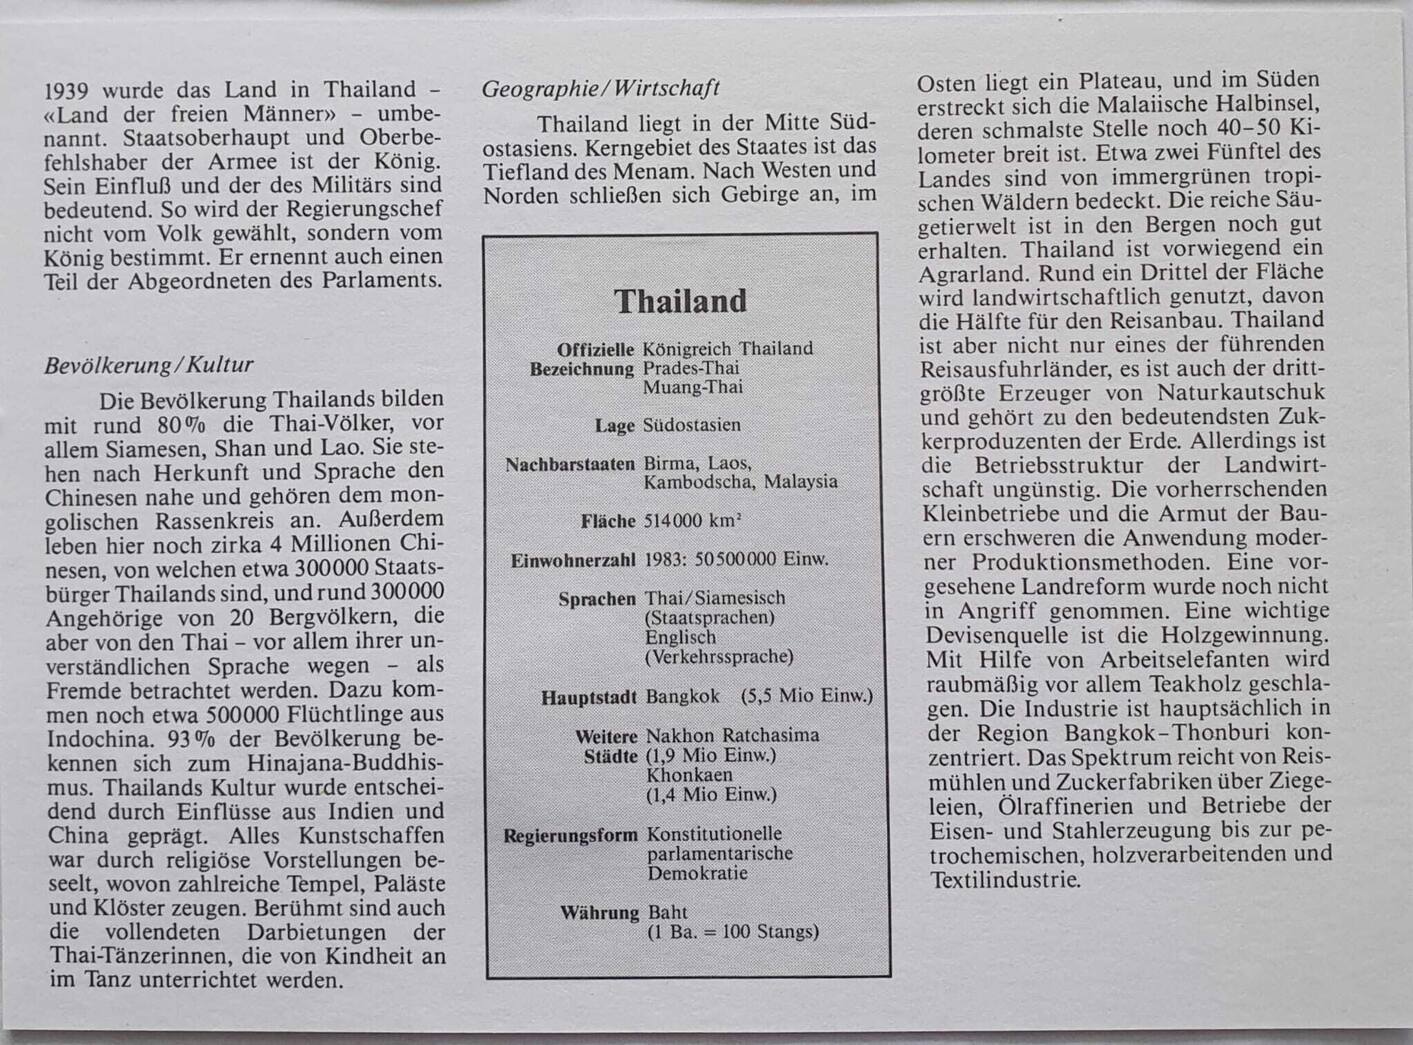 1939 wurde das Land in Thailand –
«Land der freien Männer» – umbe-
nannt. Staatsoberhaupt und Oberbe-
fehlshaber der Armee ist der König.
Sein Einfluß und der des Militärs sind
bedeutend. So wird der Regierungschef
nicht vom Volk gewählt, sondern vom
König bestimmt. Er ernennt auch einen
Teil der Abgeordneten des Parlaments.
Bevölkerung/Kultur
Die Bevölkerung Thailands bilden
mit rund 80% die Thai-Völker, vor
allem Siamesen, Shan und Lao. Sie ste-
hen nach Herkunft und Sprache den
Chinesen nahe und gehören dem mon-
golischen Rassenkreis an. Außerdem
leben hier noch zirka 4 Millionen Chi-
nesen, von welchen etwa 300000 Staats-
bürger Thailands sind, und rund 300000
Angehörige von 20 Bergvölkern, die
aber von den Thai – vor allem ihrer un-
verständlichen Sprache wegen – als
Fremde betrachtet werden. Dazu kom-
men noch etwa 500000 Flüchtlinge aus
Indochina. 93% der Bevölkerung be-
kennen sich zum Hinajana-Buddhis-
mus. Thailands Kultur wurde entschei-
dend durch Einflüsse aus Indien und
China geprägt. Alles Kunstschaffen
war durch religiöse Vorstellungen be-
seelt, wovon zahlreiche Tempel, Paläste
und Klöster zeugen. Berühmt sind auch
die vollendeten Darbietungen der
Thai-Tänzerinnen, die von Kindheit an
im Tanz unterrichtet werden.
Geographie/Wirtschaft
Thailand liegt in der Mitte Süd-
ostasiens. Kerngebiet des Staates ist das
Tiefland des Menam. Nach Westen und
Norden schließen sich Gebirge an, im
Thailand
Offizielle Königreich Thailand
Bezeichnung Prades-Thai
Muang-Thai
Lage Südostasien
Nachbarstaaten Birma, Laos,
Kambodscha, Malaysia
Fläche 514000 km²
Einwohnerzahl 1983: 50500000 Einw.
Sprachen Thai/Siamesisch
(Staatsprachen)
Englisch
(Verkehrssprache)
Hauptstadt Bangkok (5,5 Mio Einw.)
Weitere Nakhon Ratchasima
Städte (1,9 Mio Einw.)
Khonkaen
(1,4 Mio Einw.)
Regierungsform Konstitutionelle
parlamentarische
Demokratie
Währung Baht
(1 Ba. = 100 Stangs)
Osten liegt ein Plateau, und im Süden
erstreckt sich die Malaiische Halbinsel,
deren schmalste Stelle noch 40–50 Ki-
lometer breit ist. Etwa zwei Fünftel des
Landes sind von immergrünen tropi-
schen Wäldern bedeckt. Die reiche Säu-
getierwelt ist in den Bergen noch gut
erhalten. Thailand ist vorwiegend ein
Agrarland. Rund ein Drittel der Fläche
wird landwirtschaftlich genutzt, davon
die Hälfte für den Reisanbau. Thailand
ist aber nicht nur eines der führenden
Reisausfuhrländer, es ist auch der dritt-
größte Erzeuger von Naturkautschuk
und gehört zu den bedeutendsten Zuk-
kerproduzenten der Erde. Allerdings ist
die Betriebsstruktur der Landwirt-
schaft ungünstig. Die vorherrschenden
Kleinbetriebe und die Armut der Bau-
ern erschweren die Anwendung moder-
ner Produktionsmethoden. Eine vor-
gesehene Landreform wurde noch nicht
in Angriff genommen. Eine wichtige
Devisenquelle ist die Holzgewinnung.
Mit Hilfe von Arbeitselefanten wird
raubmäßig vor allem Teakholz geschla-
gen. Die Industrie ist hauptsächlich in
der Region Bangkok–Thonburi kon-
zentriert. Das Spektrum reicht von Reis-
mühlen und Zuckerfabriken über Ziege-
leien, Ölraffinerien und Betriebe der
Eisen- und Stahlerzeugung bis zur pe-
trochemischen, holzverarbeitenden und
Textilindustrie.